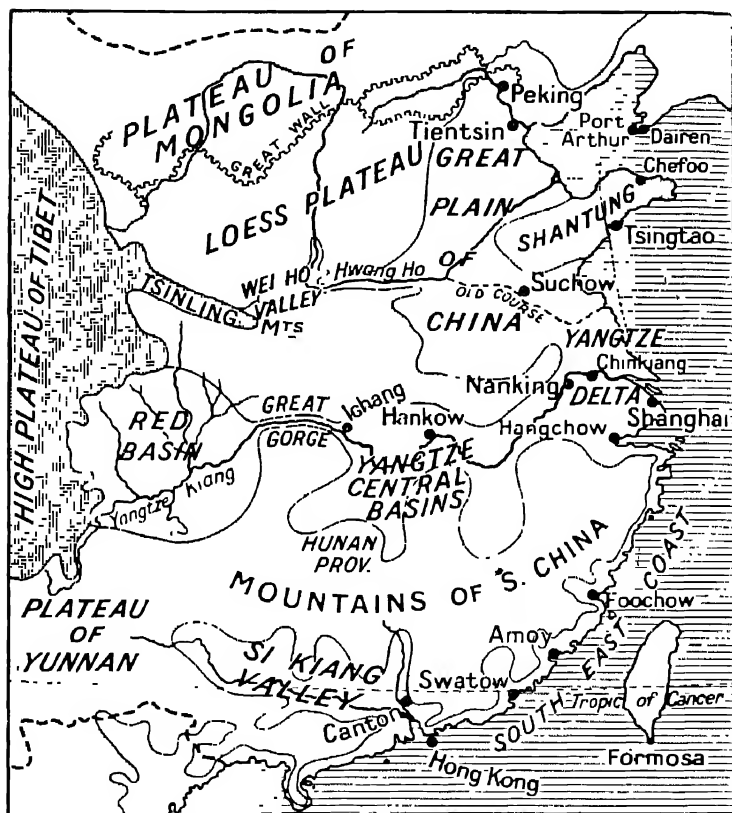 PLATEAU OF
MONGOLIA
GREAT WALL
Peking
Tientsin
Port
Arthur
Dairen
Chefoo
LOESS PLATEAU
GREAT
PLAIN
OF
CHINA
SHANTUNG
Tsingtao
HIGH PLATEAU OF TIBET
TSINLING
MTS
WEI HO
VALLEY
Hwang Ho
OLD COURSE
Suchow
YANGTZE
DELTA
Chinkiang
Nanking
Shanghai
Hangchow
RED
BASIN
GREAT
GORGE
Ichang
Hankow
Yangtze Kiang
YANGTZE
CENTRAL
BASINS
HUNAN
PROV.
MOUNTAINS OF S. CHINA
Foochow
PLATEAU
OF
YUNNAN
SI KIANG
VALLEY
Amoy
Swatow
SOUTH EAST COAST
Tropic of Cancer
Canton
Hong Kong
Formosa